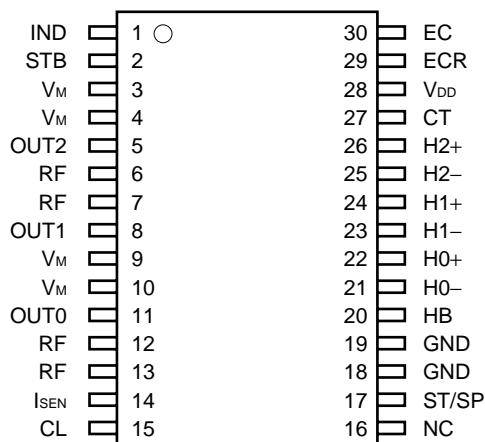 IND 1 30 EC
STB 2 29 ECR
VM 3 28 VDD
VM 4 27 CT
OUT2 5 26 H2+
RF 6 25 H2−
RF 7 24 H1+
OUT1 8 23 H1−
VM 9 22 H0+
VM 10 21 H0−
OUT0 11 20 HB
RF 12 19 GND
RF 13 18 GND
ISEN 14 17 ST/SP
CL 15 16 NC